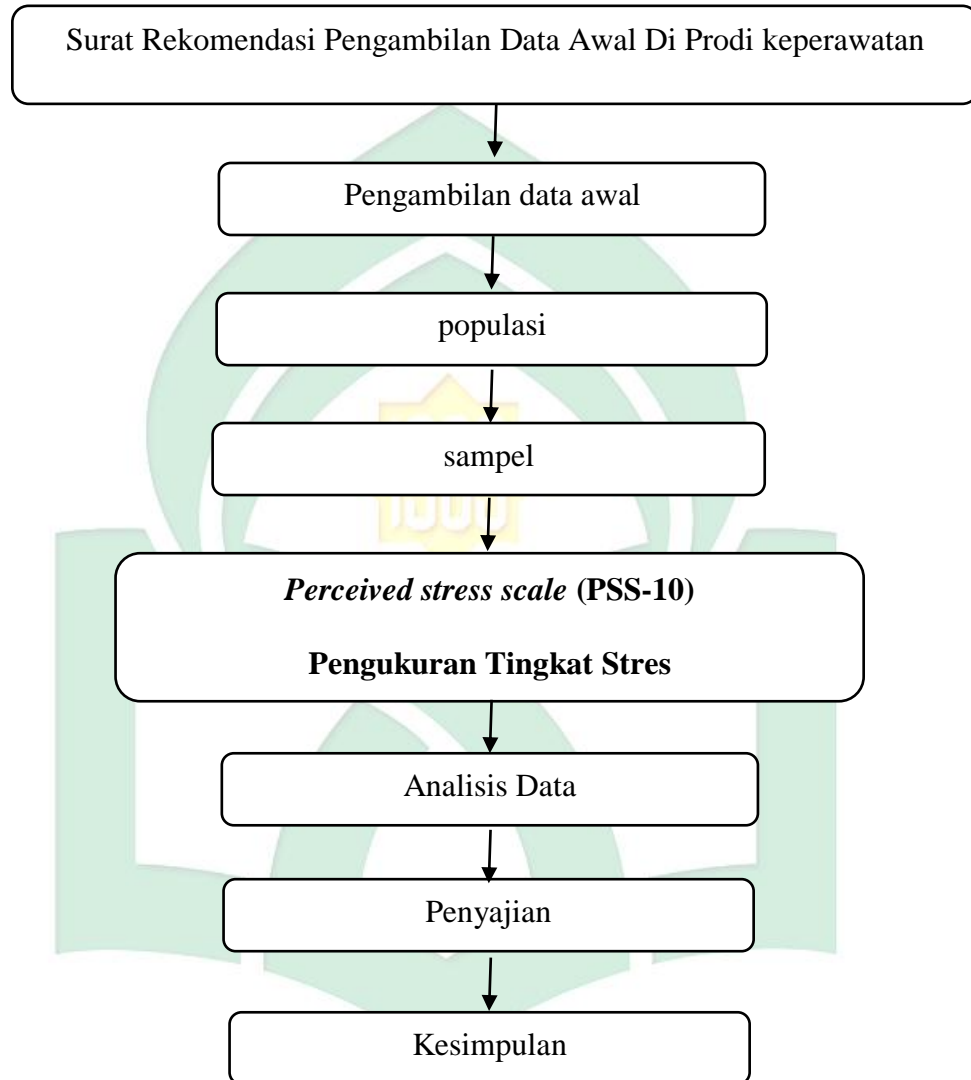 Surat Rekomendasi Pengambilan Data Awal Di Prodi keperawatan
Pengambilan data awal
populasi
sampel
Perceived stress scale (PSS-10)
Pengukuran Tingkat Stres
Analisis Data
Penyajian
Kesimpulan